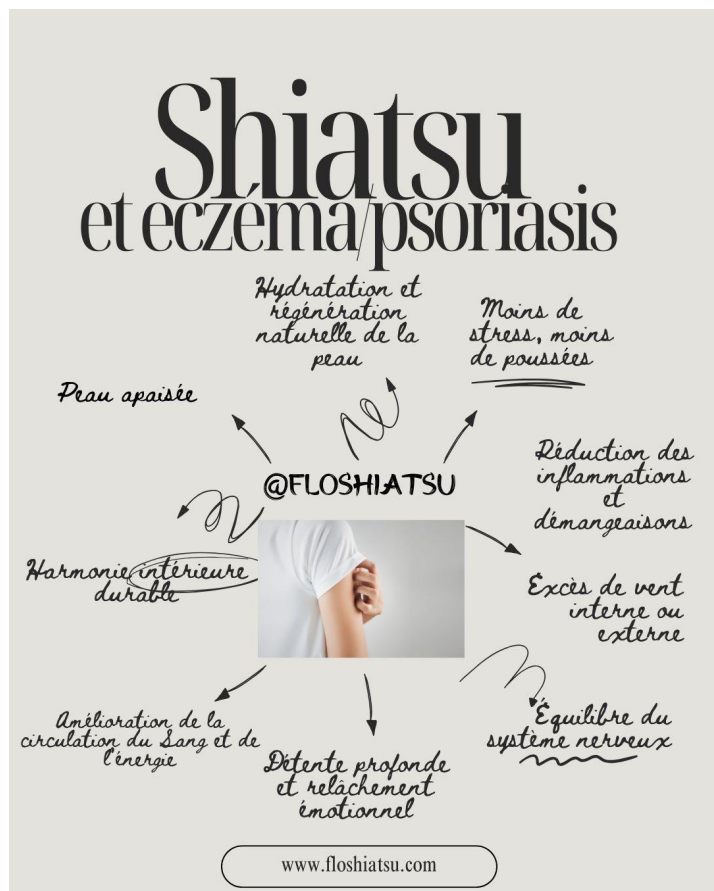 Shiatsu
et eczéma/psoriasis
Hydratation et
régénération
naturelle de la
peau
Moins de
stress, moins
de poussées
Peau apaisée
Réduction des
inflammations
et
démangeaisons
@FLOSHIATSU
Harmonie intérieure
durable
Excès de vent
interne ou
externe
Équilibre du
système nerveux
Amélioration de la
circulation du Sang et de
l'énergie
Détente profonde
et relâchement
émotionnel
www.floshiatsu.com